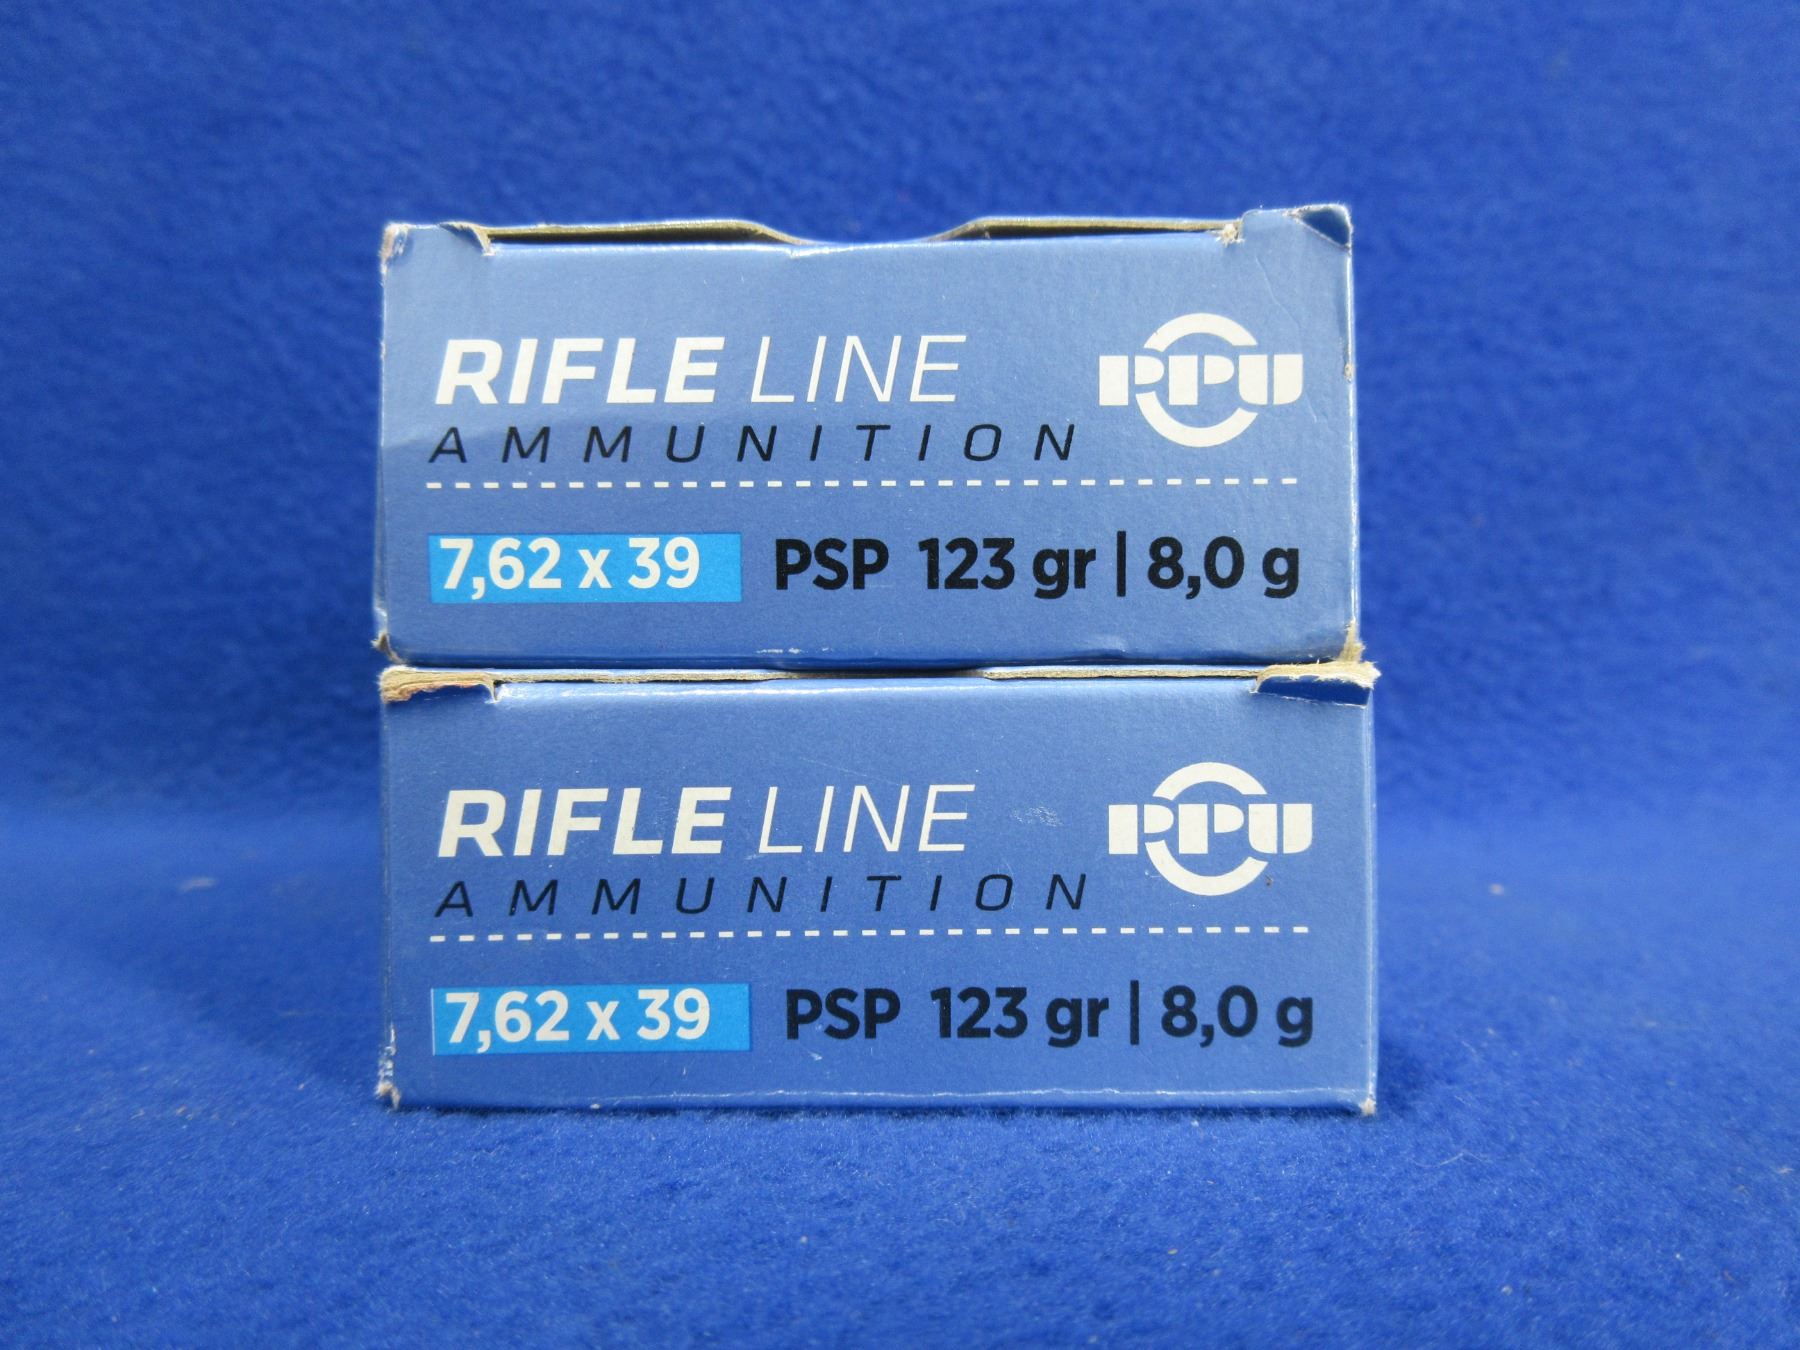 RIFLE LINE PPU
AMMUNITION
7,62 x 39 PSP 123 gr | 8,0 g
RIFLE LINE PPU
AMMUNITION
7,62 x 39 PSP 123 gr | 8,0 g